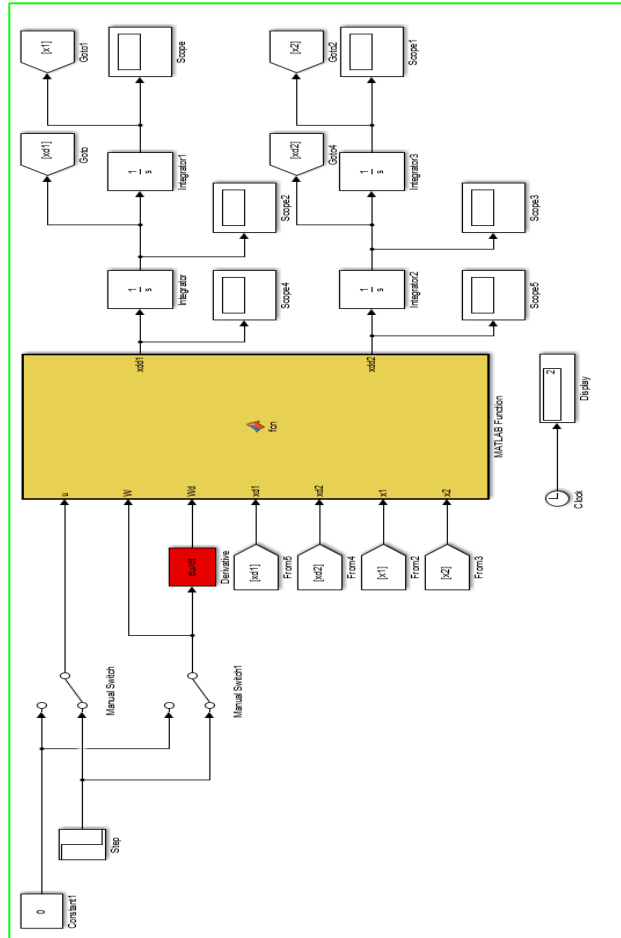 0
Constant1
Step
Manual Switch
Manual Switch1
du/dt
Derivative
[xd1]
From5
[xd2]
From4
[x1]
From2
[x2]
From3
u
W
Wd
xd1
xd2
x1
x2
fcn
xdd1
xdd2
MATLAB Function
1
s
Integrator
Scope4
Scope2
1
s
Integrator1
[xd1]
Goto
[x1]
Goto1
Scope
1
s
Integrator2
Scope5
Scope3
1
s
Integrator3
[xd2]
Goto4
[x2]
Goto2
Scope1
Clock
2
Display